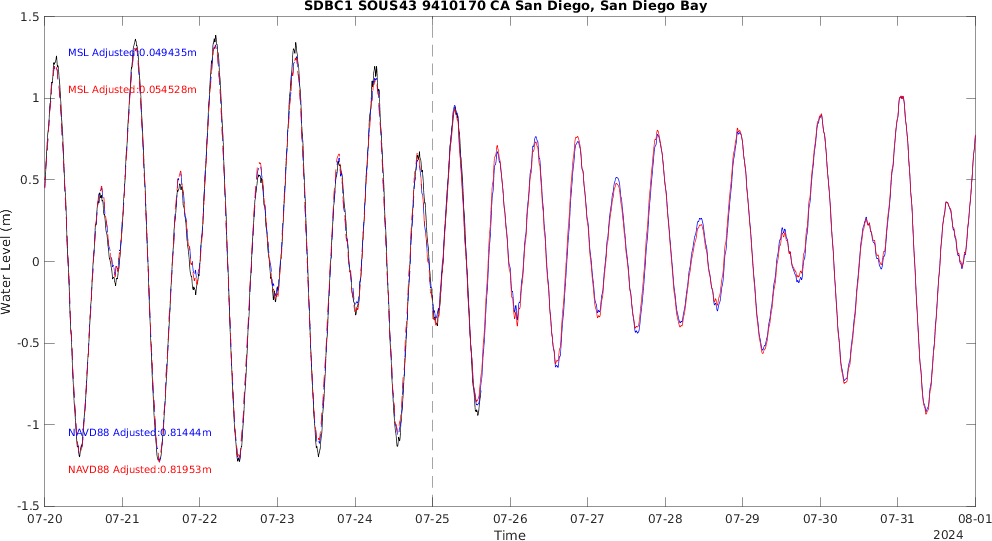 SDBC1 SOUS43 9410170 CA San Diego, San Diego Bay
1.5
MSL Adjusted:0.049435m
MSL Adjusted:0.054528m
1
0.5
Water Level (m)
0
-0.5
-1
NAVD88 Adjusted:0.81444m
NAVD88 Adjusted:0.81953m
-1.5
07-20 07-21 07-22 07-23 07-24 07-25 07-26 07-27 07-28 07-29 07-30 07-31 08-01
Time
2024